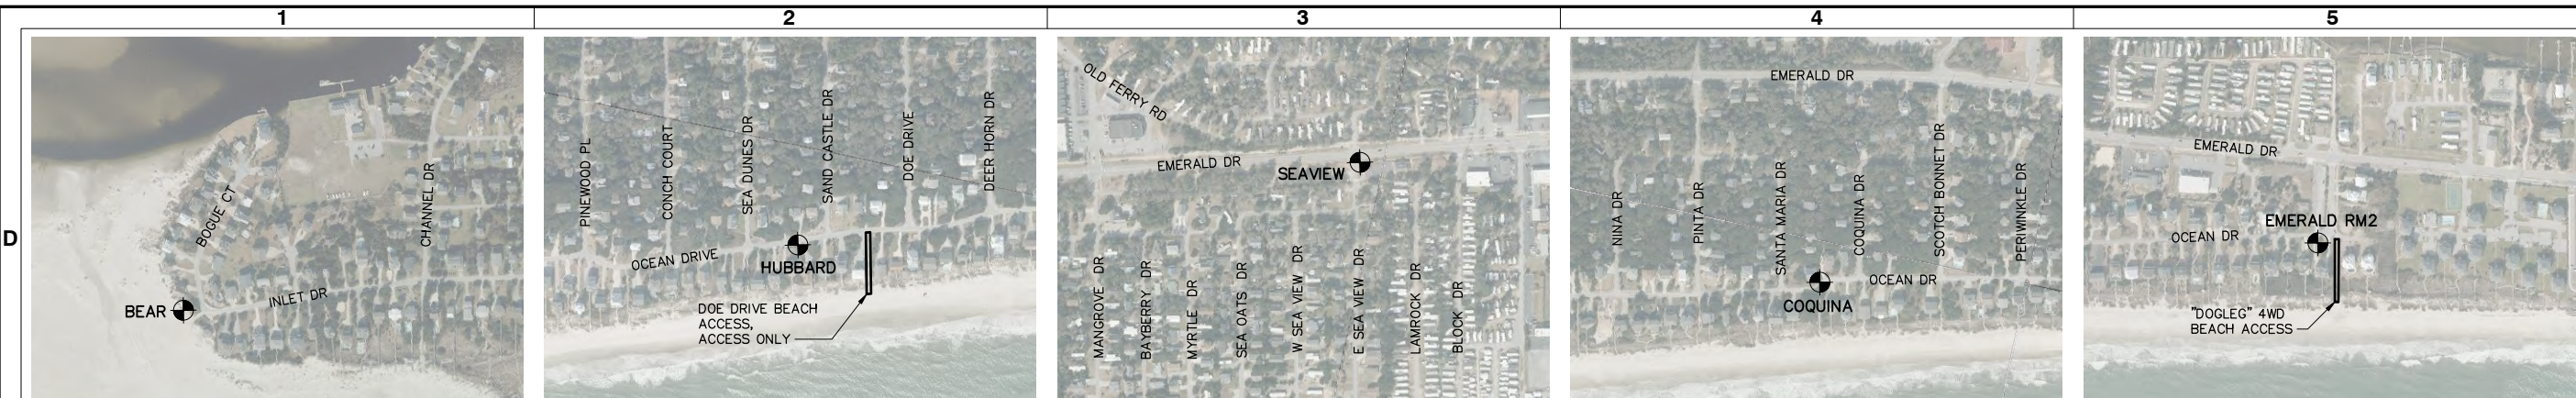 1
2
3
4
5
D
BOGUE CT
CHANNEL DR
INLET DR
BEAR
PINEWOOD PL
CONCH COURT
SEA DUNES DR
SAND CASTLE DR
DOE DRIVE
DEER HORN DR
OCEAN DRIVE
HUBBARD
DOE DRIVE BEACH
ACCESS,
ACCESS ONLY
OLD FERRY RD
EMERALD DR
SEAVIEW
MANGROVE DR
BAYBERRY DR
MYRTLE DR
SEA OATS DR
W SEA VIEW DR
E SEA VIEW DR
LAMROCK DR
BLOCK DR
EMERALD DR
NINA DR
PINTA DR
SANTA MARIA DR
COQUINA DR
SCOTCH BONNET DR
PERIWINKLE DR
OCEAN DR
COQUINA
EMERALD DR
EMERALD RM2
OCEAN DR
"DOGLEG" 4WD
BEACH ACCESS